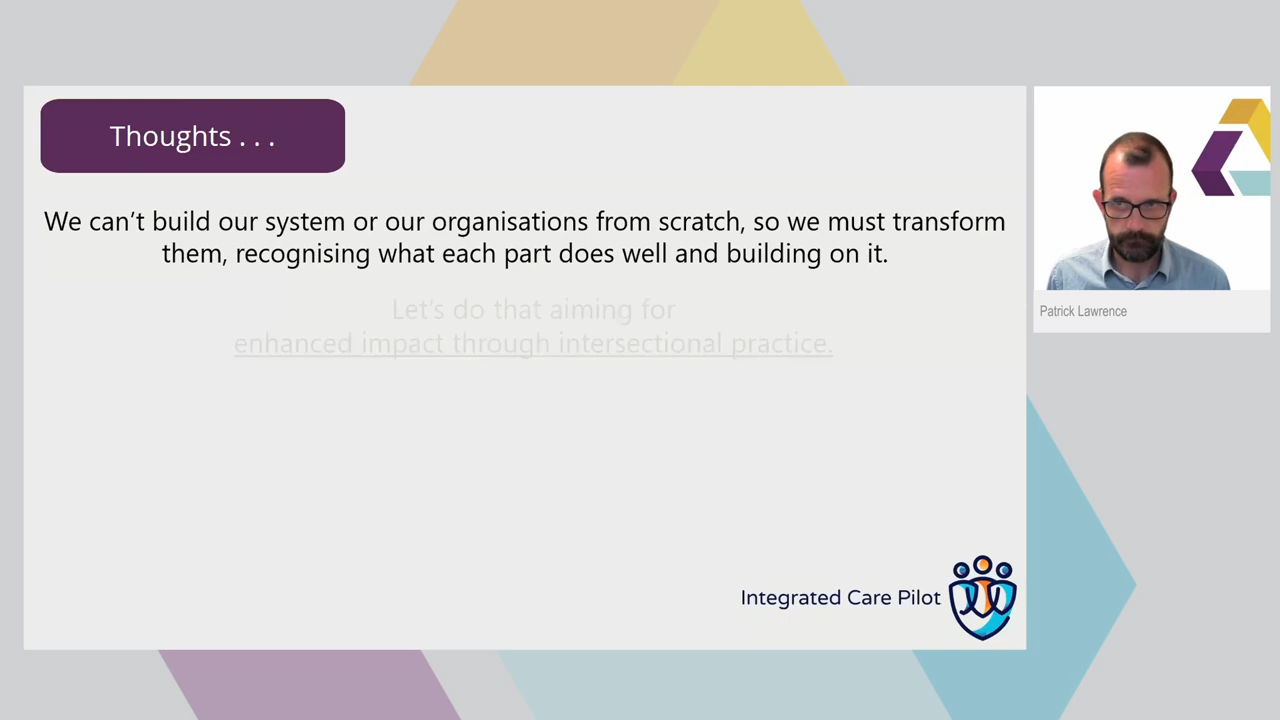 Thoughts . . .
We can’t build our system or our organisations from scratch, so we must transform
them, recognising what each part does well and building on it.
Let’s do that aiming for
enhanced impact through intersectional practice.
Integrated Care Pilot
Patrick Lawrence